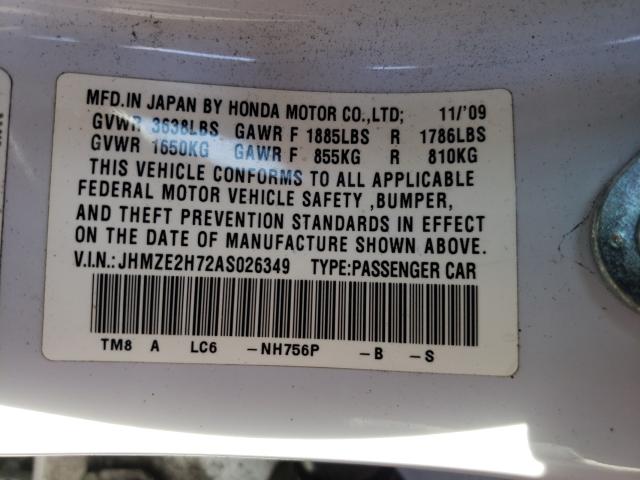 MFD.IN JAPAN BY HONDA MOTOR CO.,LTD; 11/'09
GVWR 3638LBS GAWR F 1885LBS R 1786LBS
GVWR 1650KG GAWR F 855KG R 810KG
THIS VEHICLE CONFORMS TO ALL APPLICABLE
FEDERAL MOTOR VEHICLE SAFETY ,BUMPER,
AND THEFT PREVENTION STANDARDS IN EFFECT
ON THE DATE OF MANUFACTURE SHOWN ABOVE.
V.I.N.: JHMZE2H72AS026349 TYPE:PASSENGER CAR
TM8 A LC6 -NH756P -B -S